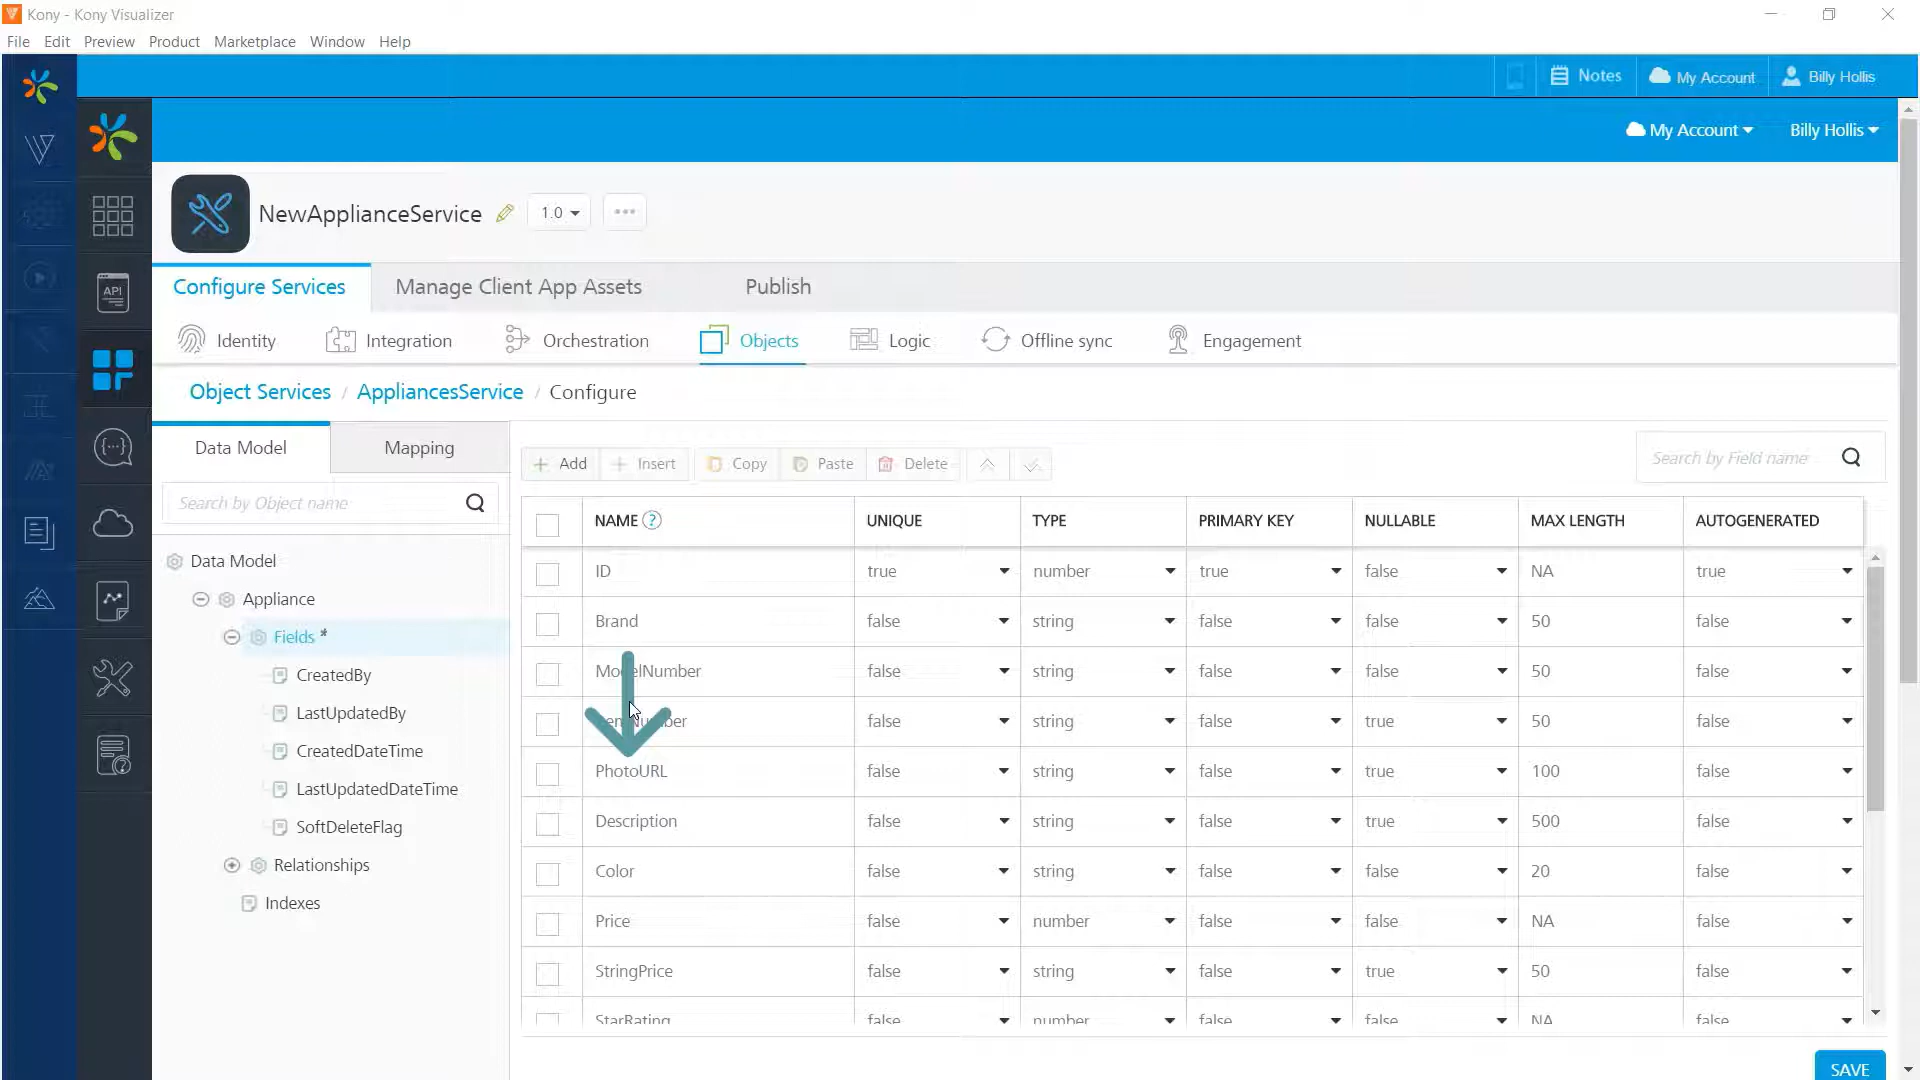 Kony - Kony Visualizer
File Edit Preview Product Marketplace Window Help
Notes My Account Billy Hollis
My Account Billy Hollis
NewApplianceService 1.0
Configure Services Manage Client App Assets Publish
API
Identity Integration Orchestration Objects Logic Offline sync Engagement
Object Services / AppliancesService / Configure
Data Model Mapping
Add Insert Copy Paste Delete
Search by Field name
Search by Object name
NAME ? UNIQUE TYPE PRIMARY KEY NULLABLE MAX LENGTH AUTOGENERATED
Data Model
ID true number true false NA true
Appliance
Brand false string false false 50 false
Fields *
ModelNumber false string false false 50 false
CreatedBy
LastUpdatedBy
false string false true 50 false
CreatedDateTime
PhotoURL false string false true 100 false
LastUpdatedDateTime
Description false string false true 500 false
SoftDeleteFlag
Relationships
Color false string false false 20 false
Indexes
Price false number false false NA false
StringPrice false string false true 50 false
StarRating false number false false NA false
SAVE